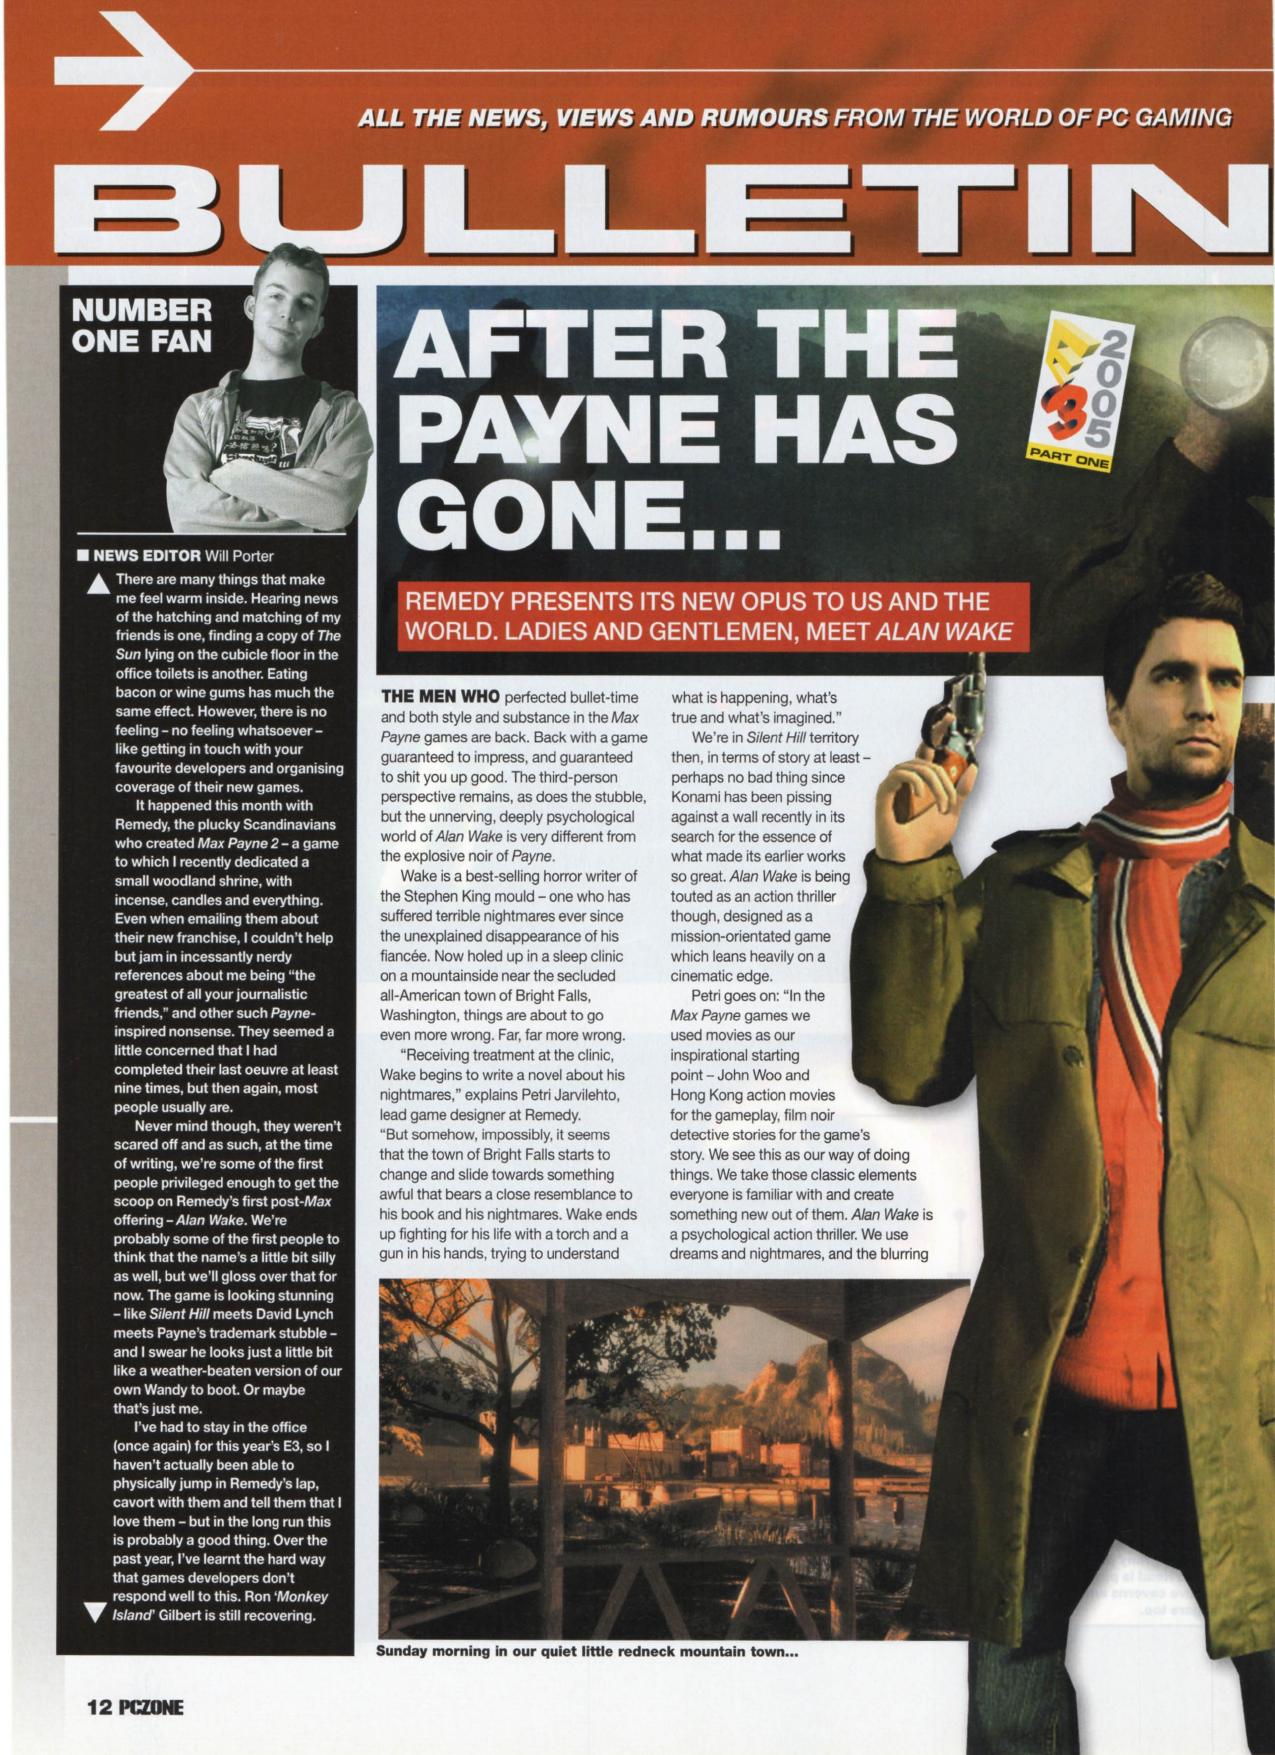 ALL THE NEWS, VIEWS AND RUMOURS FROM THE WORLD OF PC GAMING
BULLETIN
NUMBER
ONE FAN
■ NEWS EDITOR Will Porter
There are many things that make
me feel warm inside. Hearing news
of the hatching and matching of my
friends is one, finding a copy of The
Sun lying on the cubicle floor in the
office toilets is another. Eating
bacon or wine gums has much the
same effect. However, there is no
feeling – no feeling whatsoever –
like getting in touch with your
favourite developers and organising
coverage of their new games.
It happened this month with
Remedy, the plucky Scandinavians
who created Max Payne 2 – a game
to which I recently dedicated a
small woodland shrine, with
incense, candles and everything.
Even when emailing them about
their new franchise, I couldn't help
but jam in incessantly nerdy
references about me being "the
greatest of all your journalistic
friends," and other such Payne-
inspired nonsense. They seemed a
little concerned that I had
completed their last oeuvre at least
nine times, but then again, most
people usually are.
Never mind though, they weren't
scared off and as such, at the time
of writing, we're some of the first
people privileged enough to get the
scoop on Remedy's first post-Max
offering – Alan Wake. We're
probably some of the first people to
think that the name's a little bit silly
as well, but we'll gloss over that for
now. The game is looking stunning
– like Silent Hill meets David Lynch
meets Payne's trademark stubble –
and I swear he looks just a little bit
like a weather-beaten version of our
own Wandy to boot. Or maybe
that's just me.
I've had to stay in the office
(once again) for this year's E3, so I
haven't actually been able to
physically jump in Remedy's lap,
cavort with them and tell them that I
love them – but in the long run this
is probably a good thing. Over the
past year, I've learnt the hard way
that games developers don't
respond well to this. Ron 'Monkey
Island' Gilbert is still recovering.
AFTER THE
PAYNE HAS
GONE...
E3
2005
PART ONE
REMEDY PRESENTS ITS NEW OPUS TO US AND THE
WORLD. LADIES AND GENTLEMEN, MEET ALAN WAKE
THE MEN WHO perfected bullet-time
and both style and substance in the Max
Payne games are back. Back with a game
guaranteed to impress, and guaranteed
to shit you up good. The third-person
perspective remains, as does the stubble,
but the unnerving, deeply psychological
world of Alan Wake is very different from
the explosive noir of Payne.
Wake is a best-selling horror writer of
the Stephen King mould – one who has
suffered terrible nightmares ever since
the unexplained disappearance of his
fiancée. Now holed up in a sleep clinic
on a mountainside near the secluded
all-American town of Bright Falls,
Washington, things are about to go
even more wrong. Far, far more wrong.
"Receiving treatment at the clinic,
Wake begins to write a novel about his
nightmares," explains Petri Jarvilehto,
lead game designer at Remedy.
"But somehow, impossibly, it seems
that the town of Bright Falls starts to
change and slide towards something
awful that bears a close resemblance to
his book and his nightmares. Wake ends
up fighting for his life with a torch and a
gun in his hands, trying to understand
what is happening, what's
true and what's imagined."
We're in Silent Hill territory
then, in terms of story at least –
perhaps no bad thing since
Konami has been pissing
against a wall recently in its
search for the essence of
what made its earlier works
so great. Alan Wake is being
touted as an action thriller
though, designed as a
mission-orientated game
which leans heavily on a
cinematic edge.
Petri goes on: "In the
Max Payne games we
used movies as our
inspirational starting
point – John Woo and
Hong Kong action movies
for the gameplay, film noir
detective stories for the game's
story. We see this as our way of doing
things. We take those classic elements
everyone is familiar with and create
something new out of them. Alan Wake is
a psychological action thriller. We use
dreams and nightmares, and the blurring
Sunday morning in our quiet little redneck mountain town...
12 PCZONE